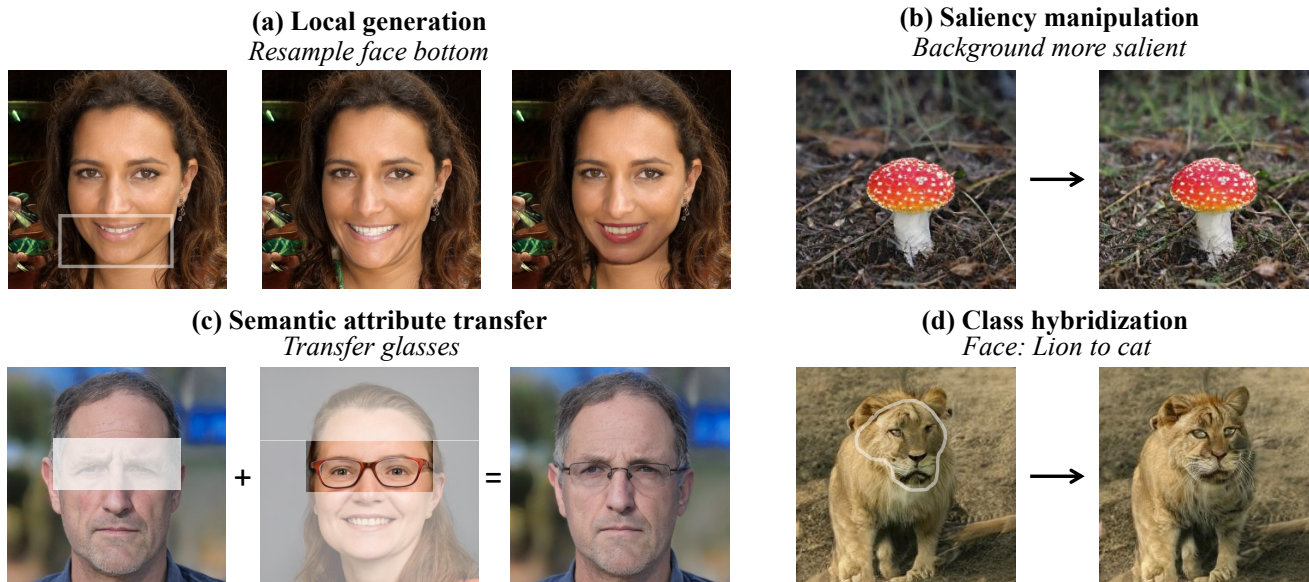 (a) Local generation
Resample face bottom
(b) Saliency manipulation
Background more salient
(c) Semantic attribute transfer
Transfer glasses
+
=
(d) Class hybridization
Face: Lion to cat